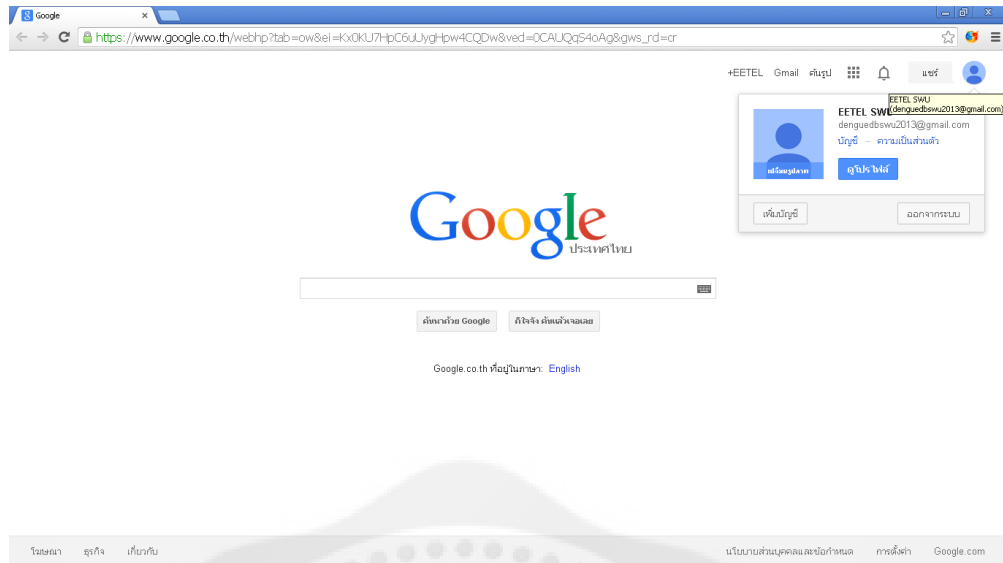 Google
https://www.google.co.th/webhp?tab=ow&ei=Kx0KU7HpC6uUygHpw4CQDw&ved=0CAUQqS4oAg&gws_rd=cr
+EETEL Gmail ค้นรูป แชร์
EETEL SWU
(denguedbswu2013@gmail.com)
EETEL SWU
denguedbswu2013@gmail.com
บัญชี – ความเป็นส่วนตัว
เปลี่ยนรูปภาพ ดูโปรไฟล์
เพิ่มบัญชี ออกจากระบบ
Google
ประเทศไทย
ค้นหาด้วย Google ดีใจจัง ค้นแล้วเจอเลย
Google.co.th ที่อยู่ในภาษา: English
โฆษณา ธุรกิจ เกี่ยวกับ นโยบายส่วนบุคคลและข้อกำหนด การตั้งค่า Google.com